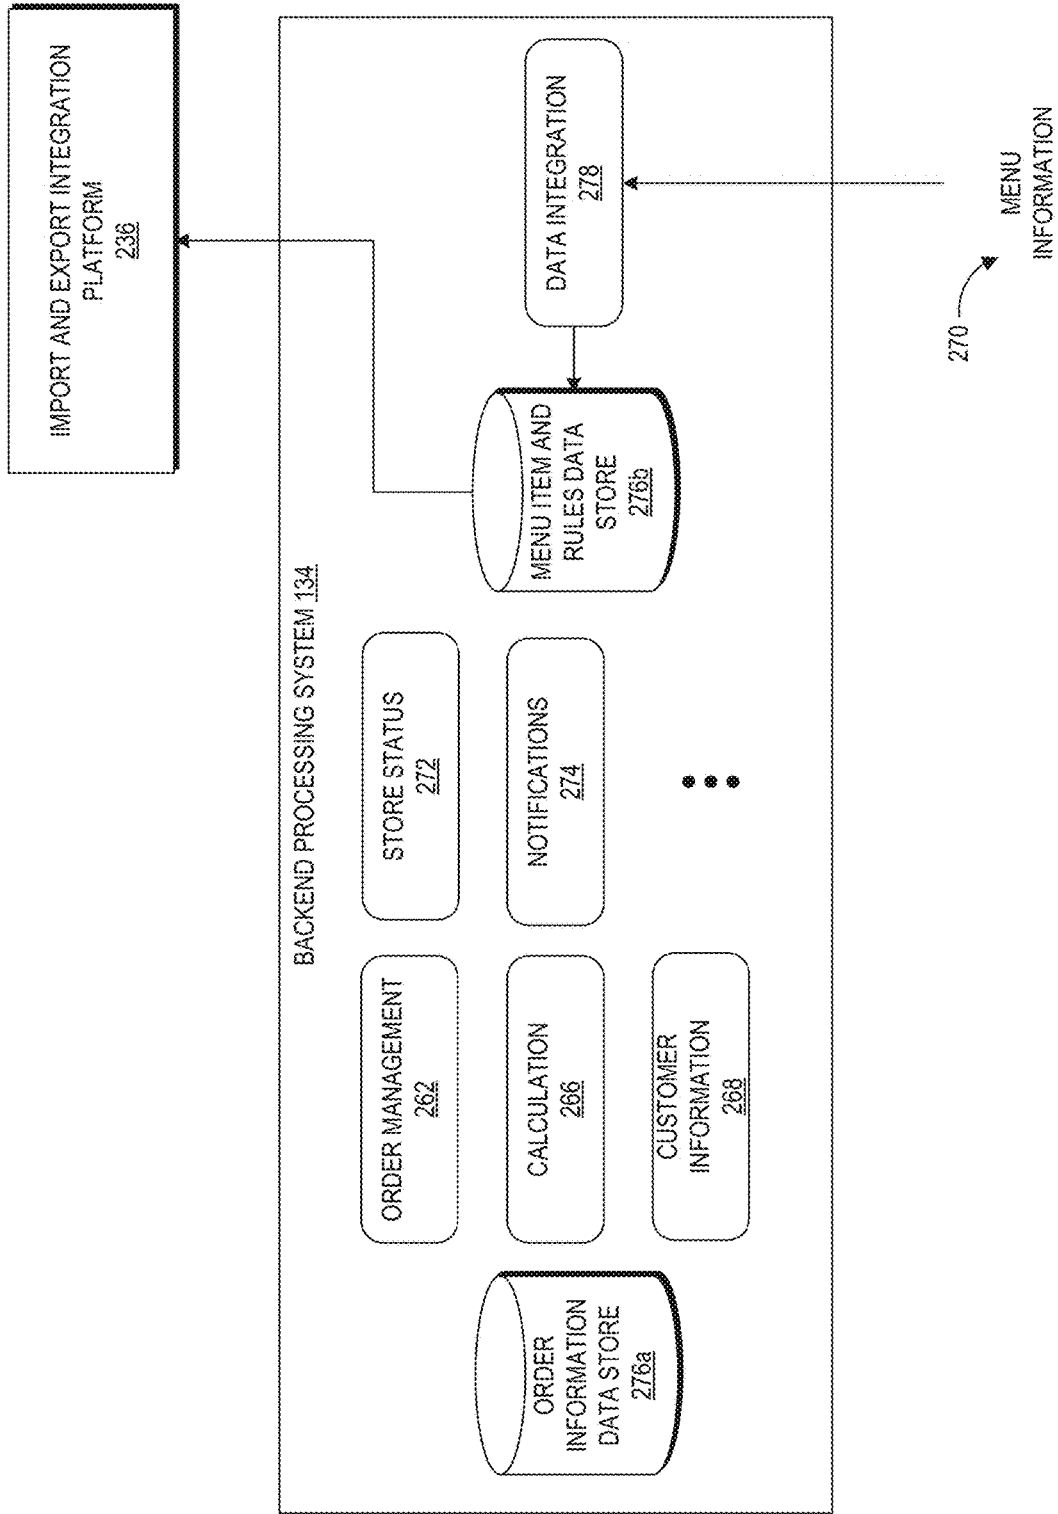 IMPORT AND EXPORT INTEGRATION
PLATFORM
236
BACKEND PROCESSING SYSTEM 134
ORDER
INFORMATION
DATA STORE
276a
ORDER MANAGEMENT
262
CALCULATION
266
CUSTOMER
INFORMATION
268
STORE STATUS
272
NOTIFICATIONS
274
MENU ITEM AND
RULES DATA
STORE
276b
DATA INTEGRATION
278
270
MENU
INFORMATION